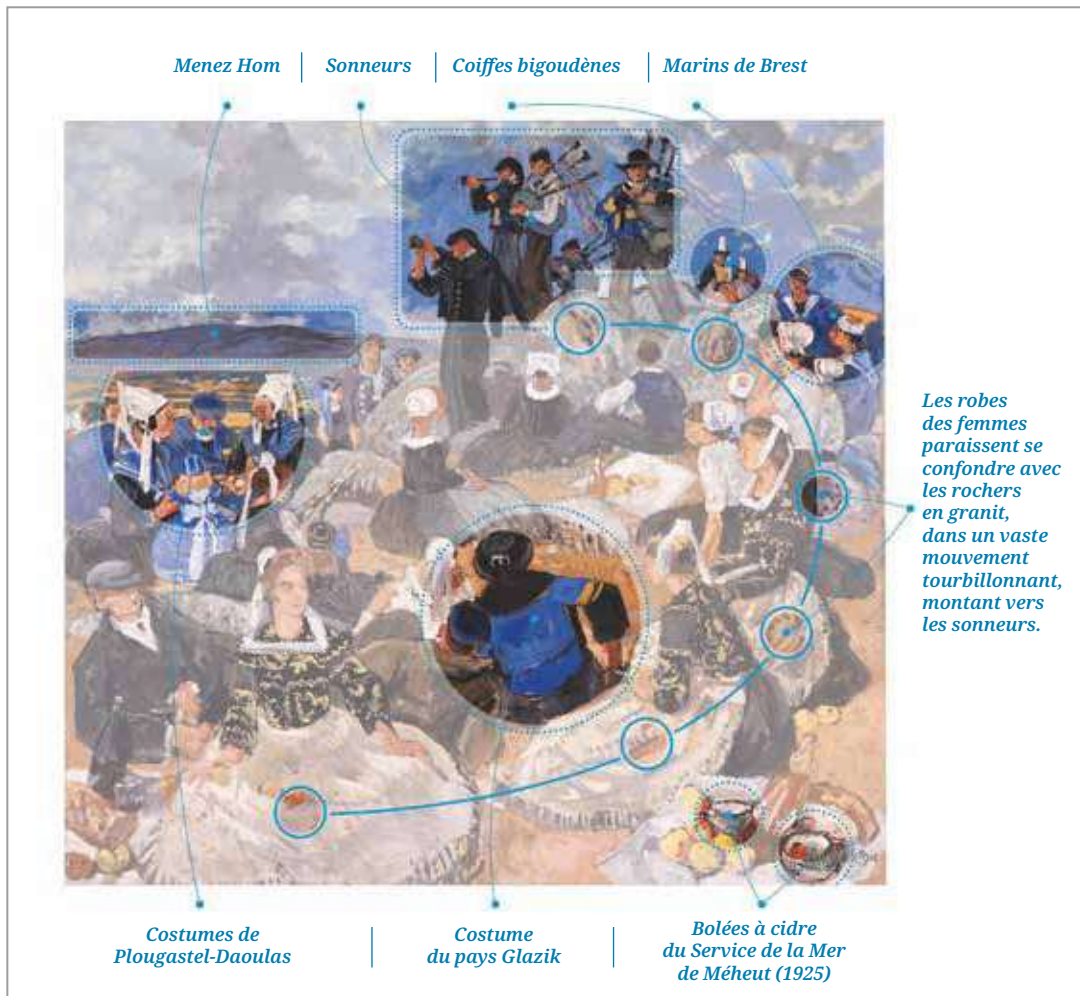 Menez Hom
Sonneurs
Coiffes bigoudènes
Marins de Brest
Les robes
des femmes
paraissent se
confondre avec
les rochers
en granit,
dans un vaste
mouvement
tourbillonnant,
montant vers
les sonneurs.
Costumes de
Plougastel-Daoulas
Costume
du pays Glazik
Bolées à cidre
du Service de la Mer
de Méheut (1925)